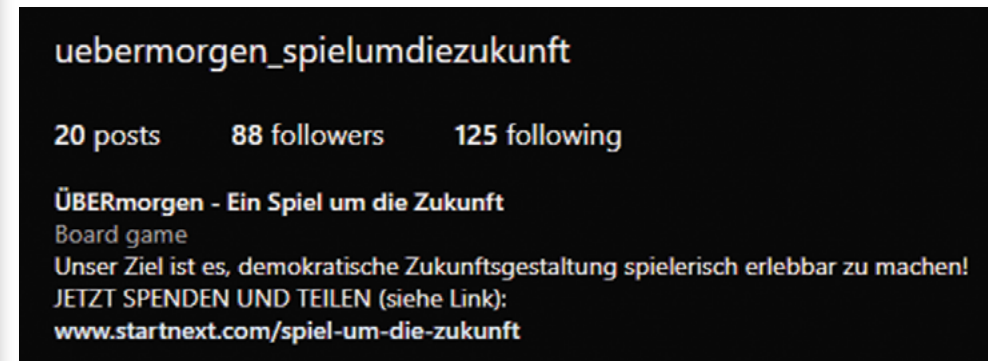 uebermorgen_spielumdiezukunft
20 posts 88 followers 125 following
ÜBERmorgen - Ein Spiel um die Zukunft
Board game
Unser Ziel ist es, demokratische Zukunftsgestaltung spielerisch erlebbar zu machen!
JETZT SPENDEN UND TEILEN (siehe Link):
www.startnext.com/spiel-um-die-zukunft